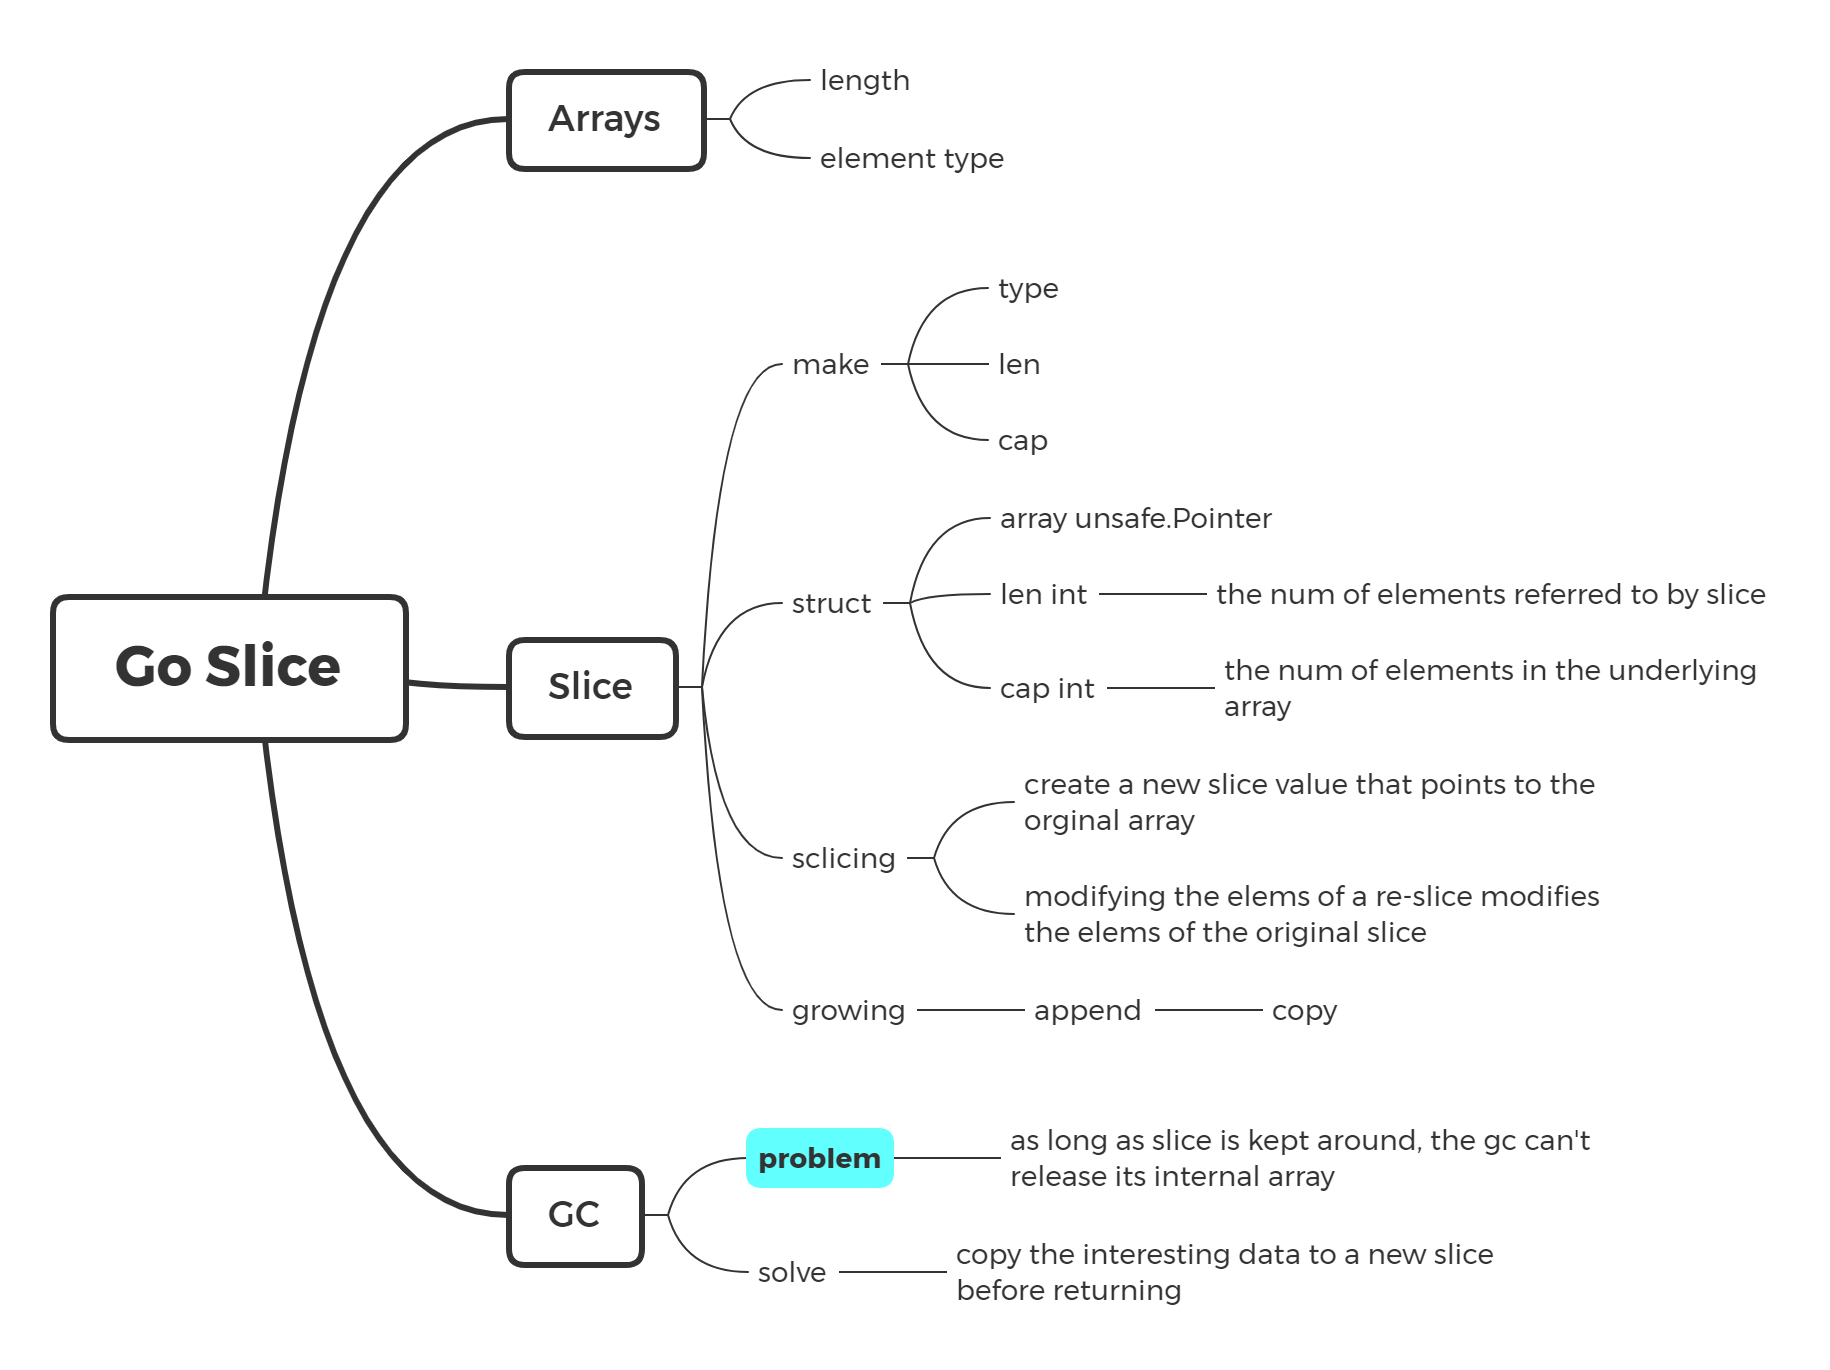 Go Slice
Arrays
length
element type
Slice
make
type
len
cap
struct
array unsafe.Pointer
len int
the num of elements referred to by slice
cap int
the num of elements in the underlying
array
sclicing
create a new slice value that points to the
orginal array
modifying the elems of a re-slice modifies
the elems of the original slice
growing
append
copy
GC
problem
as long as slice is kept around, the gc can't
release its internal array
solve
copy the interesting data to a new slice
before returning